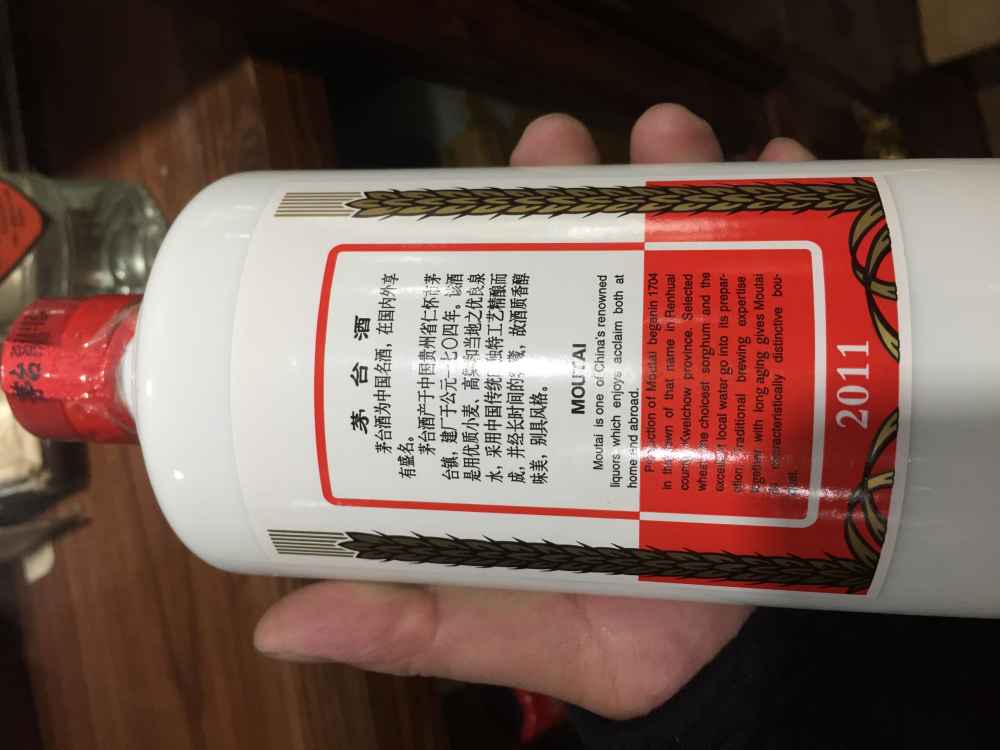 茅台
茅 台 酒
茅台酒为中国名酒，在国内外享
有盛名。
茅台酒产于中国贵州省仁怀市茅
台镇，建厂于公元一七〇四年。该酒
是用优质小麦、高粱和当地之优良泉
水，采用中国传统的独特工艺精酿而
成，并经长时间的窖藏，故酒质香醇
味美，别具风格。
MOUTAI
Moutai is one of China's renowned
liquors which enjoys acclaim both at
home and abroad.
Production of Moutai began in 1704
in the town of that name in Renhuai
county, Kweichow province. Selected
wheat, the choicest sorghum and the
excellent local water go into its prepar-
ation. Traditional brewing expertise
together with long aging gives Moutai
its characteristically distinctive bou-
quet.
2011